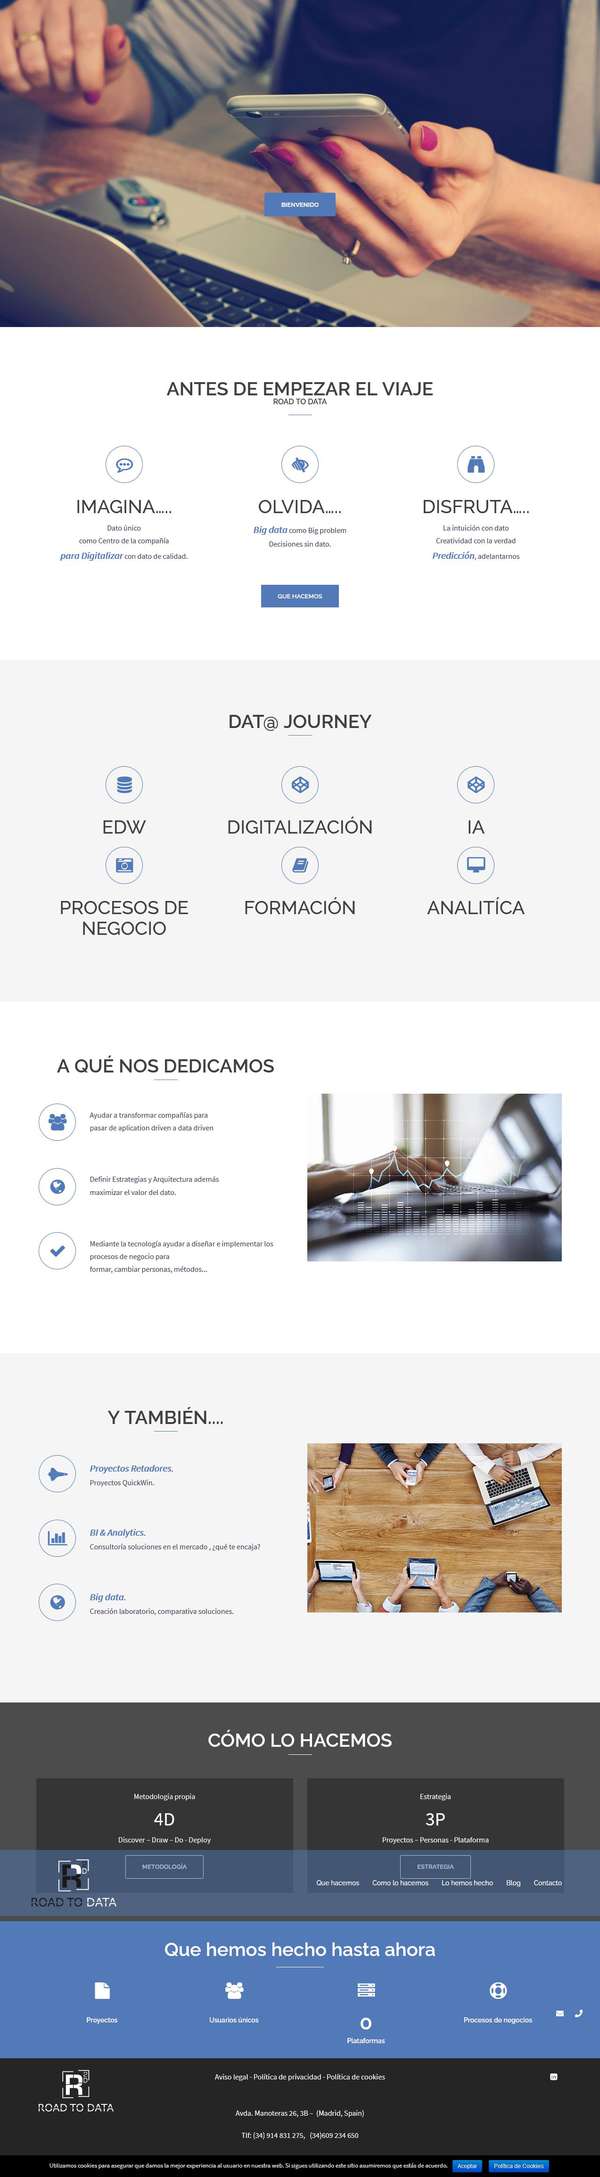 BIENVENIDO
ANTES DE EMPEZAR EL VIAJE
ROAD TO DATA
IMAGINA.....
Dato único
como Centro de la compañía
para Digitalizar con dato de calidad.
OLVIDA.....
Big data como Big problem
Decisiones sin dato.
DISFRUTA.....
La intuición con dato
Creatividad con la verdad
Predicción, adelantarnos
QUE HACEMOS
DAT@ JOURNEY
EDW
DIGITALIZACIÓN
IA
PROCESOS DE
NEGOCIO
FORMACIÓN
ANALITÍCA
A QUÉ NOS DEDICAMOS
Ayudar a transformar compañías para
pasar de aplication driven a data driven
Definir Estrategias y Arquitectura además
maximizar el valor del dato.
Mediante la tecnología ayudar a diseñar e implementar los
procesos de negocio para
formar, cambiar personas, métodos...
Y TAMBIÉN....
Proyectos Retadores.
Proyectos QuickWin.
BI & Analytics.
Consultoría soluciones en el mercado , ¿qué te encaja?
Big data.
Creación laboratorio, comparativa soluciones.
CÓMO LO HACEMOS
Metodología propia
4D
Discover – Draw – Do - Deploy
METODOLOGÍA
Estrategia
3P
Proyectos – Personas - Plataforma
ESTRATEGIA
ROAD TO DATA
Que hacemos
Como lo hacemos
Lo hemos hecho
Blog
Contacto
Que hemos hecho hasta ahora
Proyectos
Usuarios únicos
0
Plataformas
Procesos de negocios
ROAD TO DATA
Aviso legal - Política de privacidad - Política de cookies
Avda. Manoteras 26, 3B – (Madrid, Spain)
Tlf: (34) 914 831 275, (34)609 234 650
Utilizamos cookies para asegurar que damos la mejor experiencia al usuario en nuestra web. Si sigues utilizando este sitio asumiremos que estás de acuerdo.
Aceptar
Política de Cookies